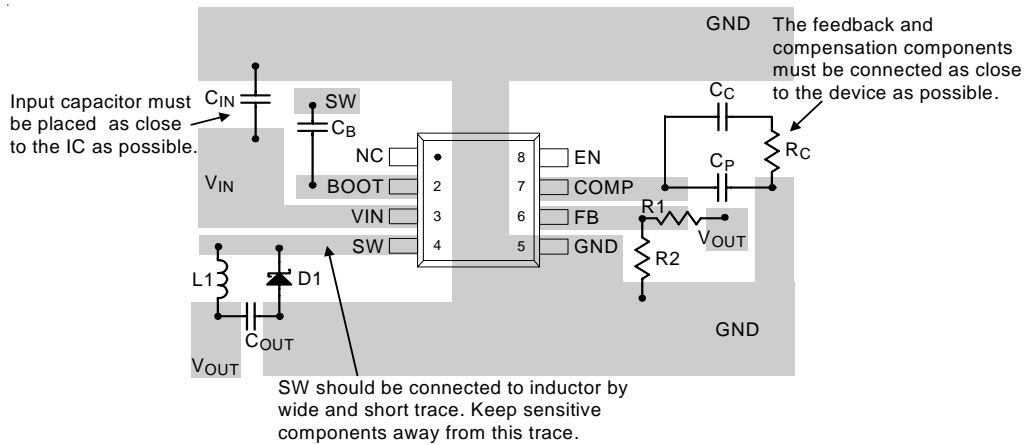 GND
The feedback and
compensation components
must be connected as close
to the device as possible.
Input capacitor must
be placed as close
to the IC as possible.
CIN
SW
CB
CC
RC
CP
VIN
NC
BOOT
VIN
SW
2
3
4
8
7
6
5
EN
COMP
FB
GND
R1
VOUT
R2
L1
D1
COUT
VOUT
GND
SW should be connected to inductor by
wide and short trace. Keep sensitive
components away from this trace.